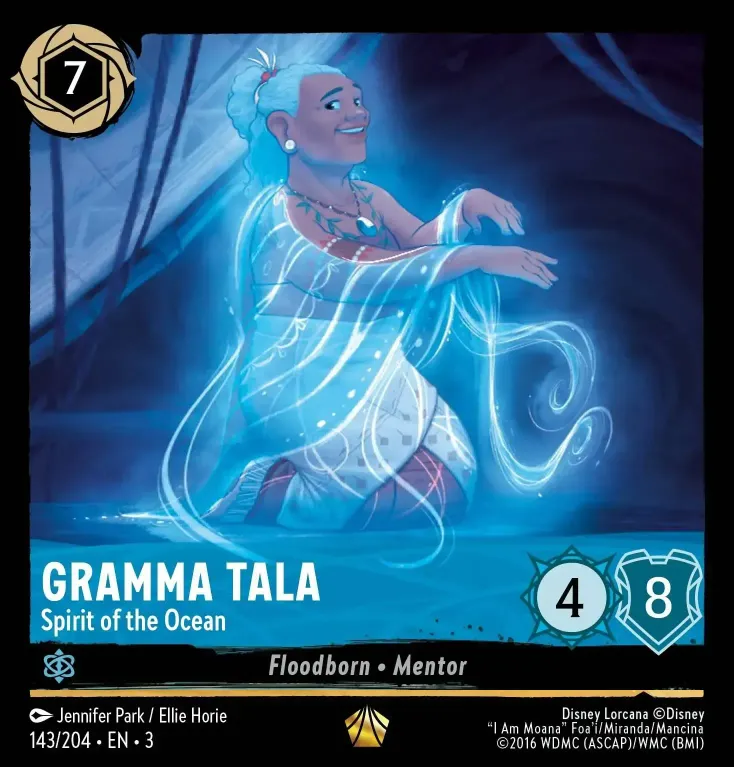 7
GRAMMA TALA
Spirit of the Ocean
4
8
Floodborn • Mentor
Jennifer Park / Ellie Horie
143/204 • EN • 3
Disney Lorcana ©Disney
“I Am Moana” Foa'i/Miranda/Mancina
©2016 WDMC (ASCAP)/WMC (BMI)